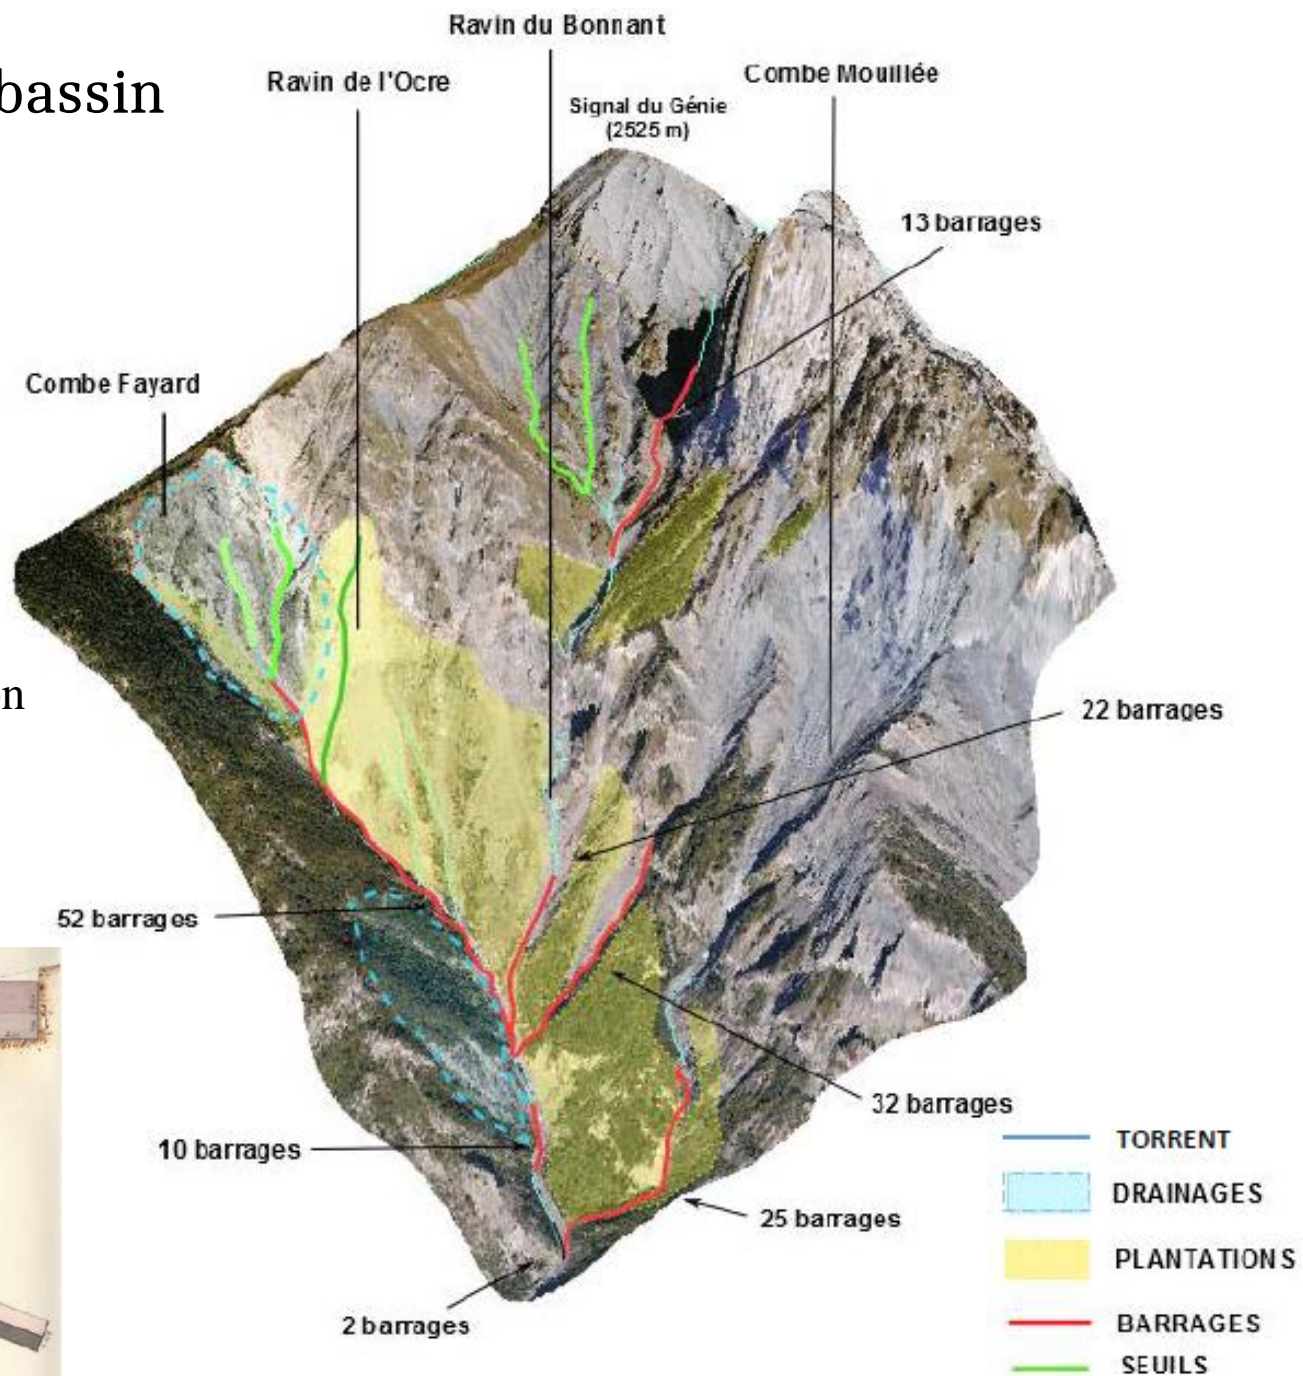 bassin
Ravin du Bonnant
Ravin de l'Ocre
Combe Mouillée
Signal du Génie
(2525 m)
13 barrages
Combe Fayard
n
22 barrages
52 barrages
32 barrages
10 barrages
25 barrages
2 barrages
TORRENT
DRAINAGES
PLANTATIONS
BARRAGES
SEUILS